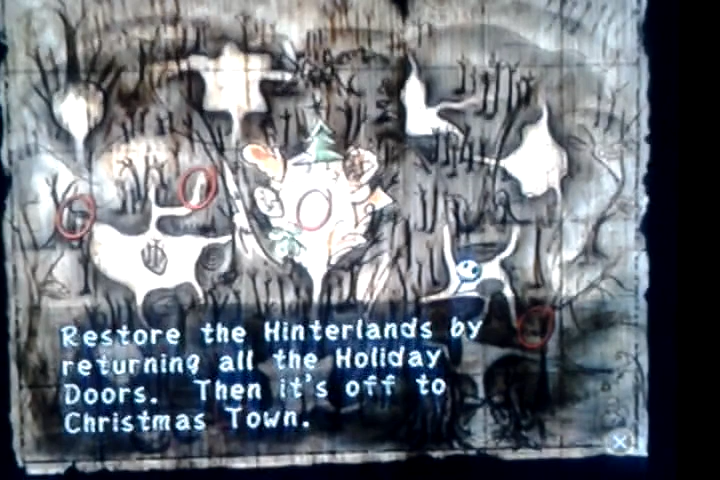 Restore the Hinterlands by
returning all the Holiday
Doors. Then it's off to
Christmas Town.